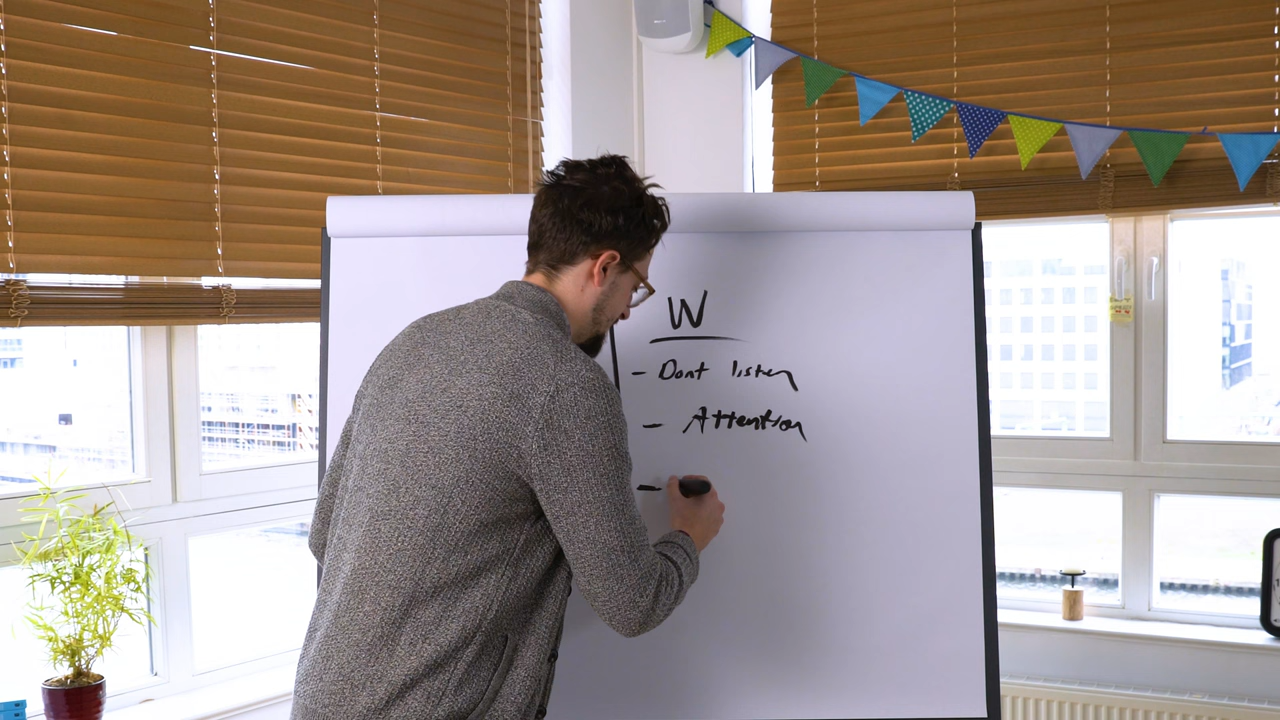 W
- Dont listen
- Attention
-